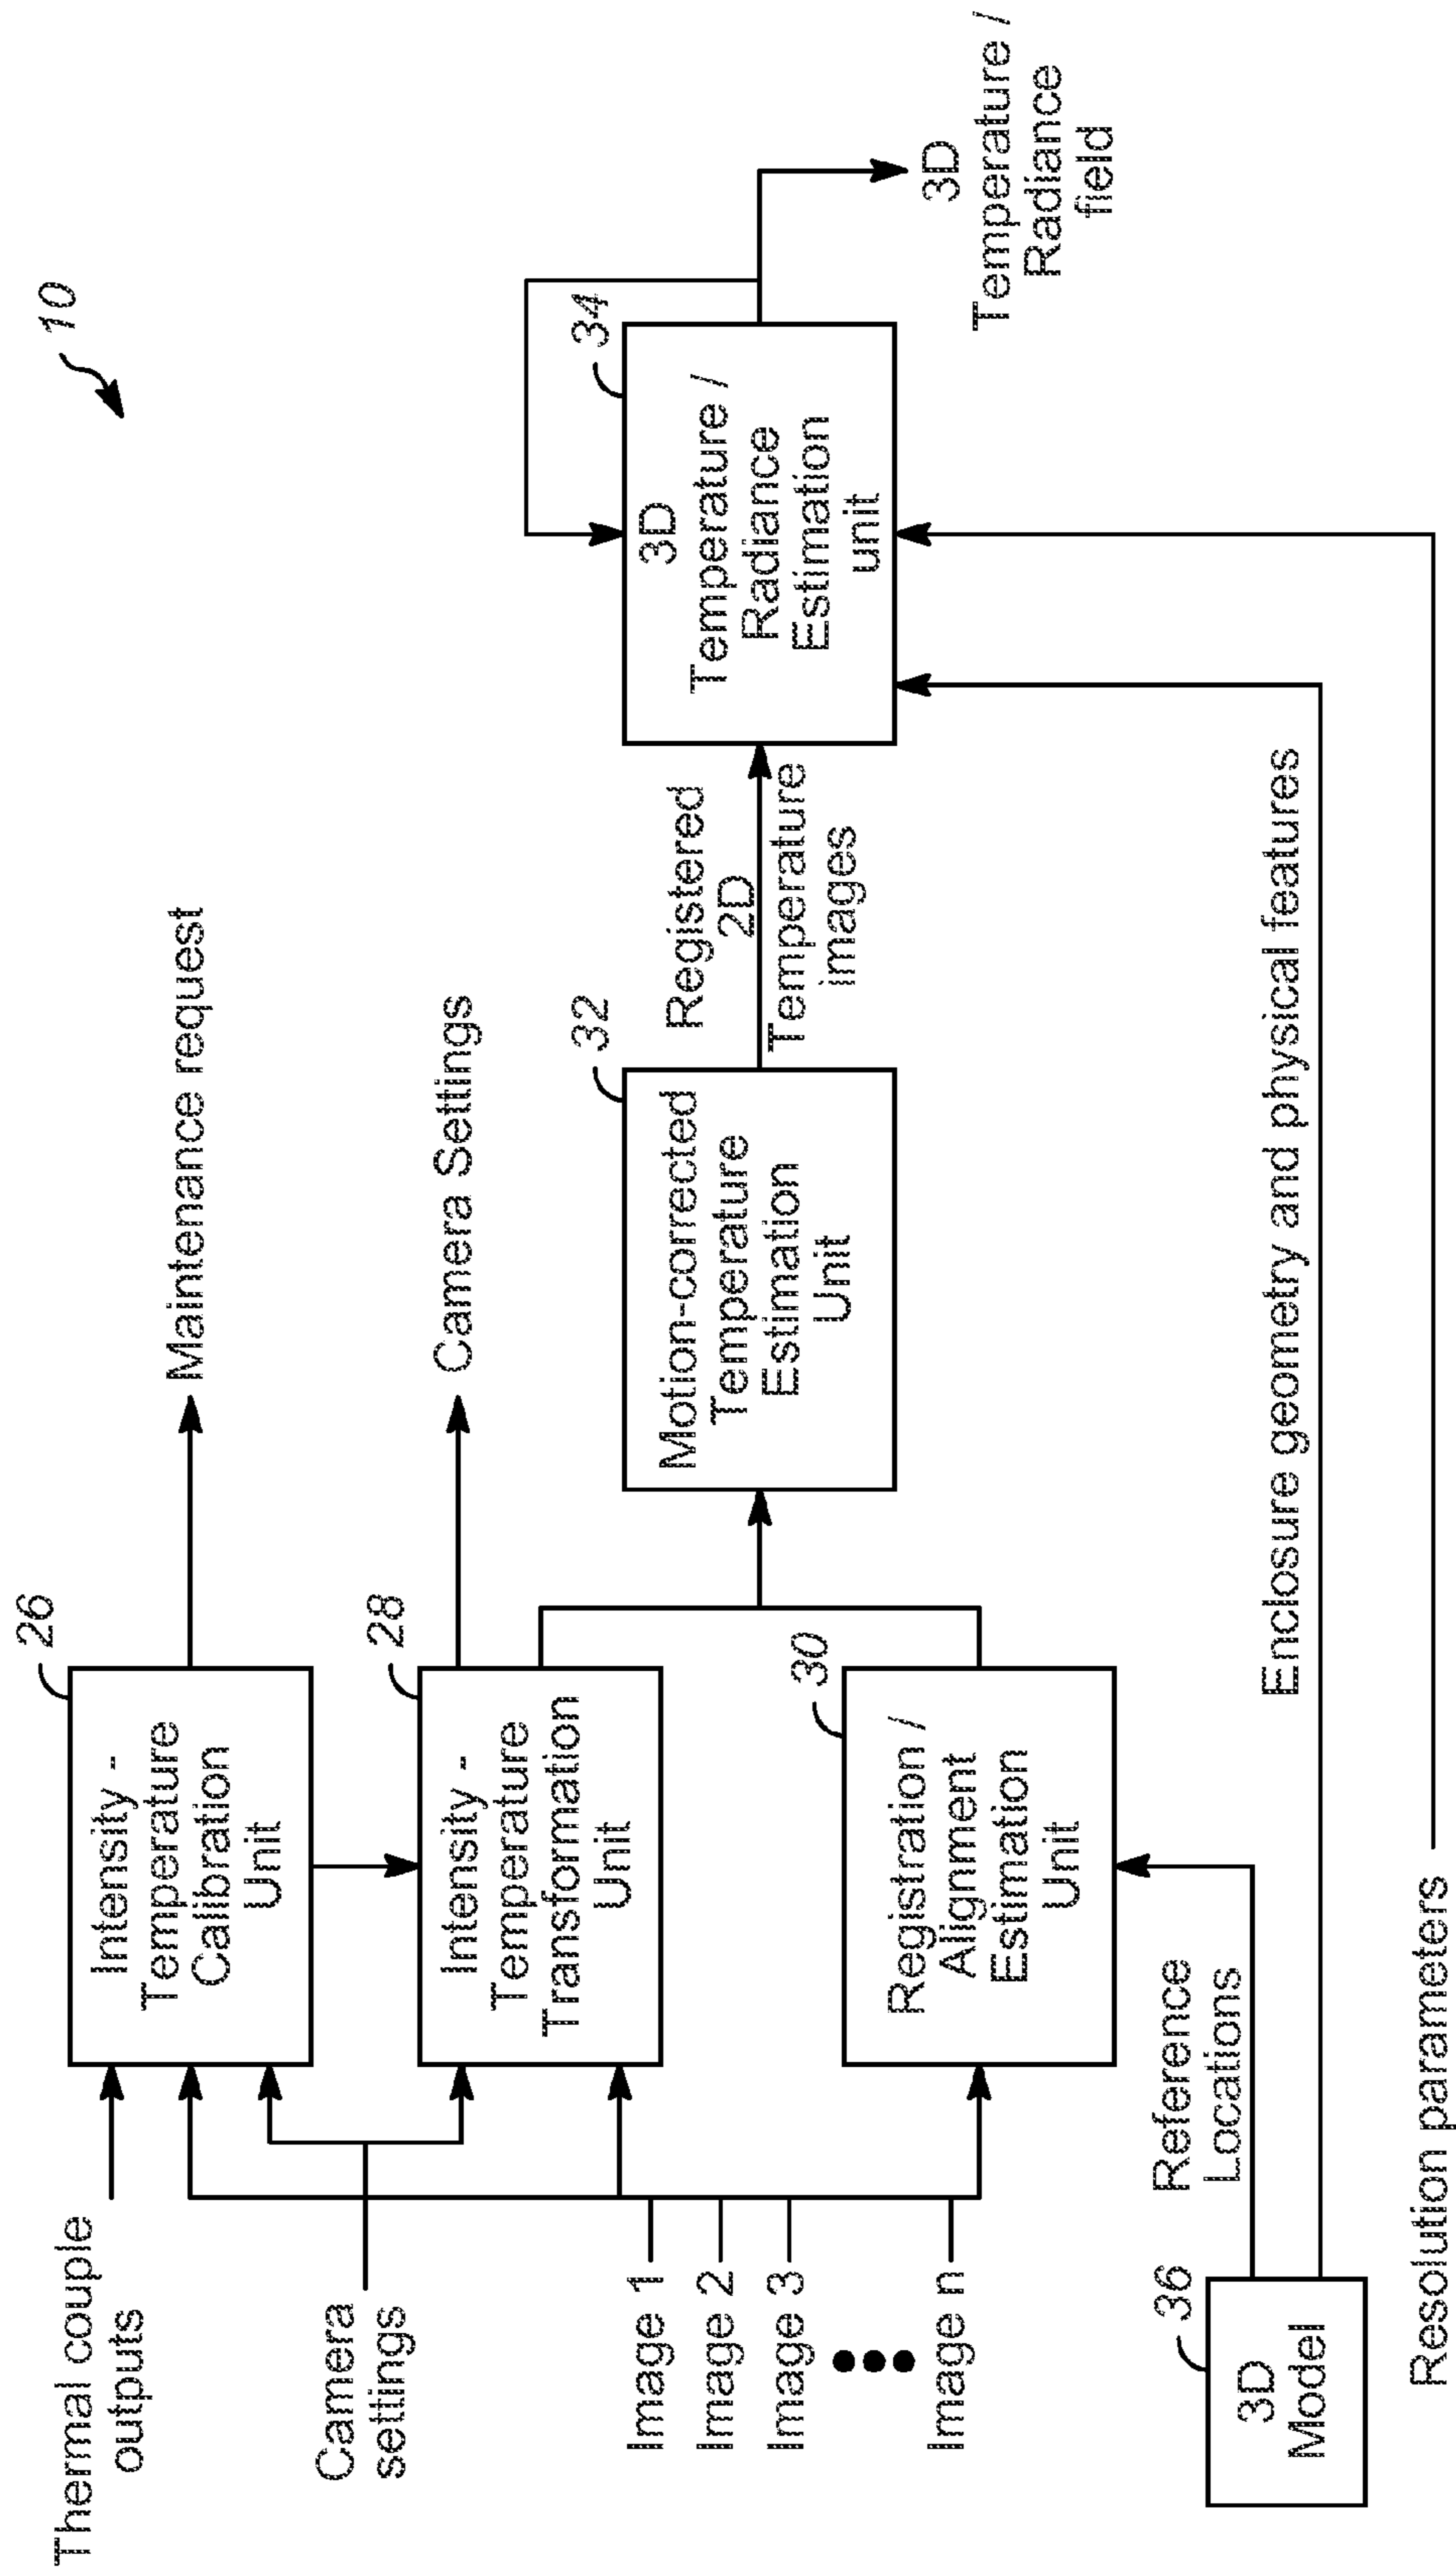 10
Thermal couple
outputs
Camera
settings
Image 1
Image 2
Image 3
Image n
26
Intensity -
Temperature
Calibration
Unit
Maintenance request
28
Intensity -
Temperature
Transformation
Unit
Camera Settings
30
Registration /
Alignment
Estimation
Unit
Reference
Locations
36
3D
Model
32
Motion-corrected
Temperature
Estimation
Unit
Registered
2D
Temperature
images
34
3D
Temperature /
Radiance
Estimation
unit
3D
Temperature /
Radiance
field
Enclosure geometry and physical features
Resolution parameters